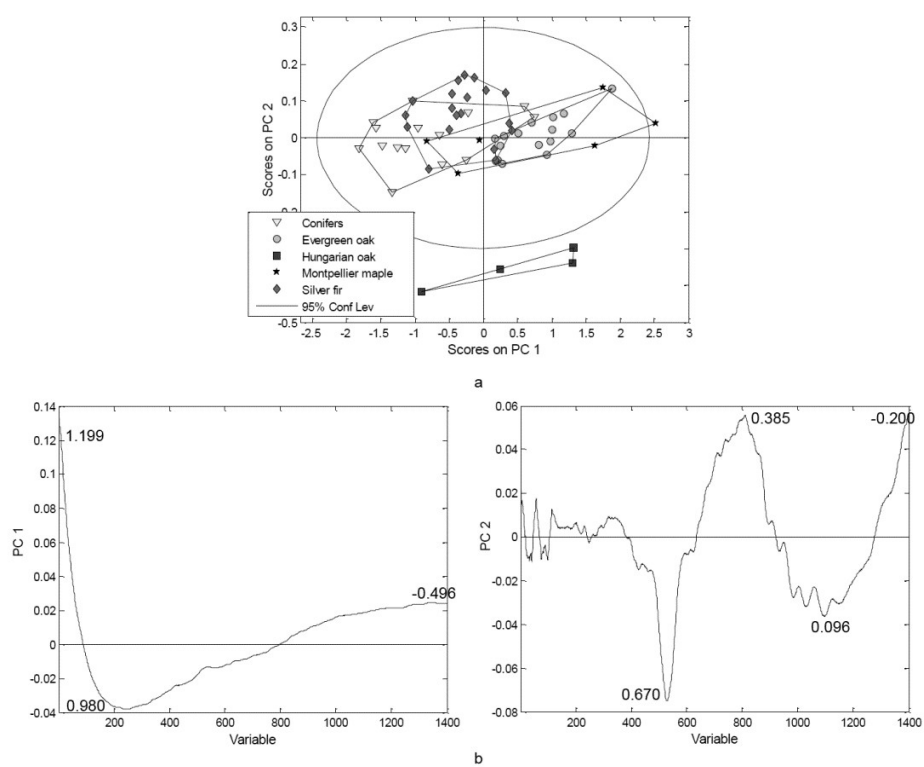 0.3
0.2
0.1
0
-0.1
0.2
-0.5
Scores on PC 2
Conifers
Evergreen oak
Hungarian oak
Montpellier maple
Silver fir
95% Conf Lev
-2.5 -2 -1.5 -1 -0.5 0 0.5 1 1.5 2 2.5 3
Scores on PC 1
a
0.14
0.12
0.1
0.08
0.06
0.04
0.02
0
-0.02
-0.04
PC 1
1.199
0.980
-0.496
200 400 600 800 1000 1200 1400
Variable
0.06
0.04
0.02
0
-0.02
-0.04
-0.06
-0.08
PC 2
0.385
-0.200
0.096
0.670
200 400 600 800 1000 1200 1400
Variable
b